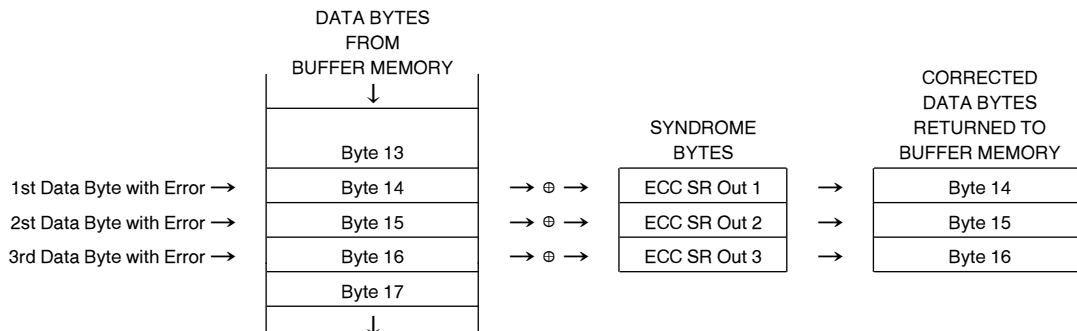 DATA BYTES
FROM
BUFFER MEMORY
↓
CORRECTED
DATA BYTES
RETURNED TO
BUFFER MEMORY
SYNDROME
BYTES
Byte 13
1st Data Byte with Error → Byte 14 → ⊕ → ECC SR Out 1 → Byte 14
2st Data Byte with Error → Byte 15 → ⊕ → ECC SR Out 2 → Byte 15
3rd Data Byte with Error → Byte 16 → ⊕ → ECC SR Out 3 → Byte 16
Byte 17
↓